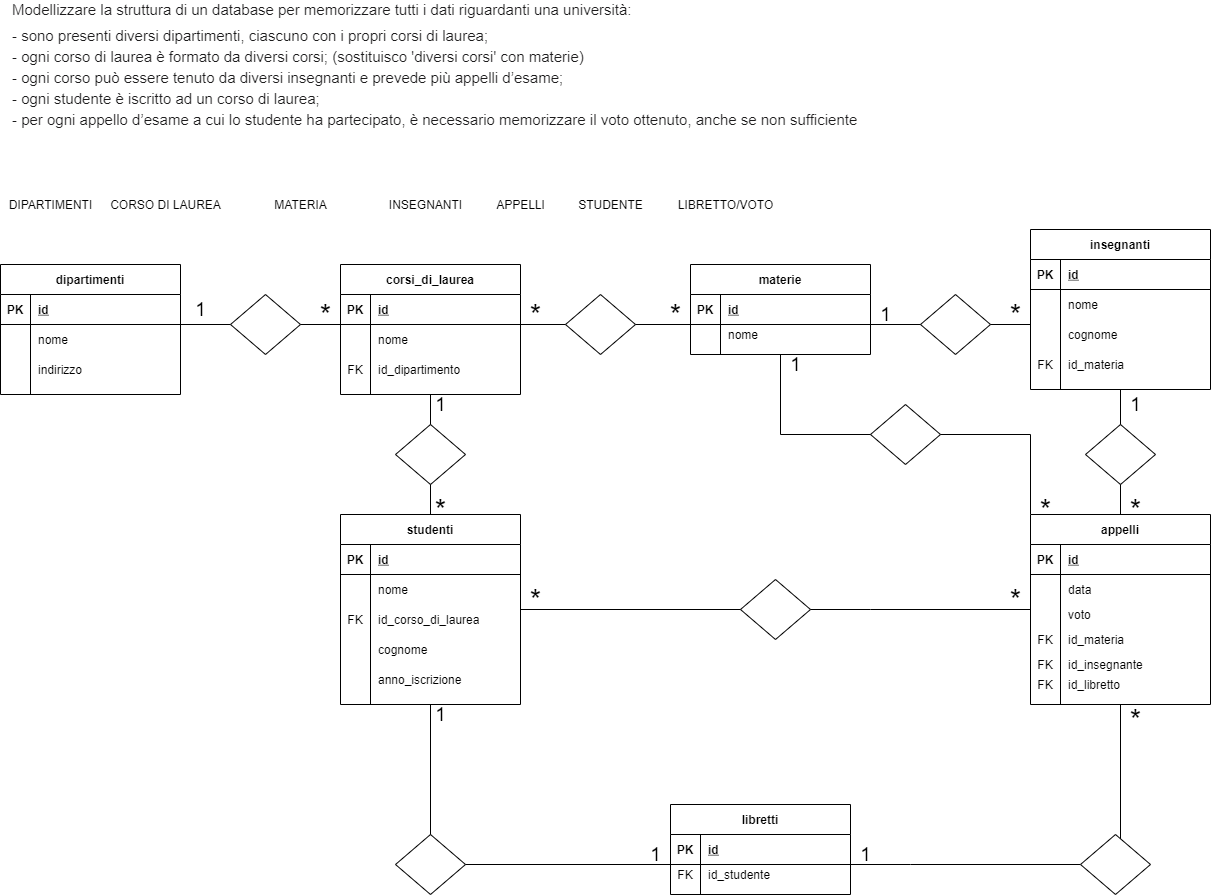 Modellizzare la struttura di un database per memorizzare tutti i dati riguardanti una università:
- sono presenti diversi dipartimenti, ciascuno con i propri corsi di laurea;
- ogni corso di laurea è formato da diversi corsi; (sostituisco 'diversi corsi' con materie)
- ogni corso può essere tenuto da diversi insegnanti e prevede più appelli d'esame;
- ogni studente è iscritto ad un corso di laurea;
- per ogni appello d'esame a cui lo studente ha partecipato, è necessario memorizzare il voto ottenuto, anche se non sufficiente
DIPARTIMENTI CORSO DI LAUREA MATERIA INSEGNANTI APPELLI STUDENTE LIBRETTO/VOTO
dipartimenti
PK id
nome
indirizzo
1 *
corsi_di_laurea
PK id
nome
FK id_dipartimento
* *
materie
PK id
nome
1 *
insegnanti
PK id
nome
cognome
FK id_materia
1
*
1
*
1
*
studenti
PK id
nome
FK id_corso_di_laurea
cognome
anno_iscrizione
* *
appelli
PK id
data
voto
FK id_materia
FK id_insegnante
FK id_libretto
1
*
1 1
libretti
PK id
FK id_studente